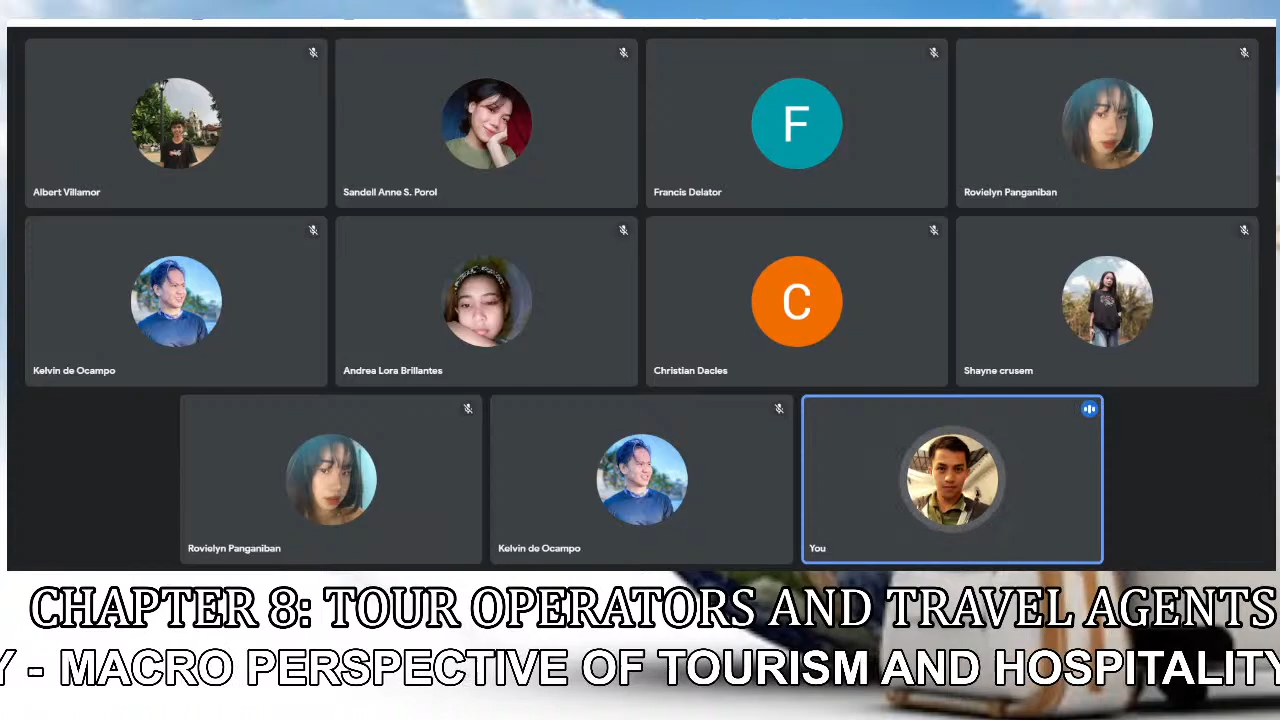 Albert Villamor
Sandell Anne S. Porol
F
Francis Delator
Rovielyn Panganiban
Kelvin de Ocampo
Andrea Lora Brillantes
C
Christian Dacles
Shayne crusem
Rovielyn Panganiban
Kelvin de Ocampo
You
CHAPTER 8: TOUR OPERATORS AND TRAVEL AGENTS
Y - MACRO PERSPECTIVE OF TOURISM AND HOSPITALITY